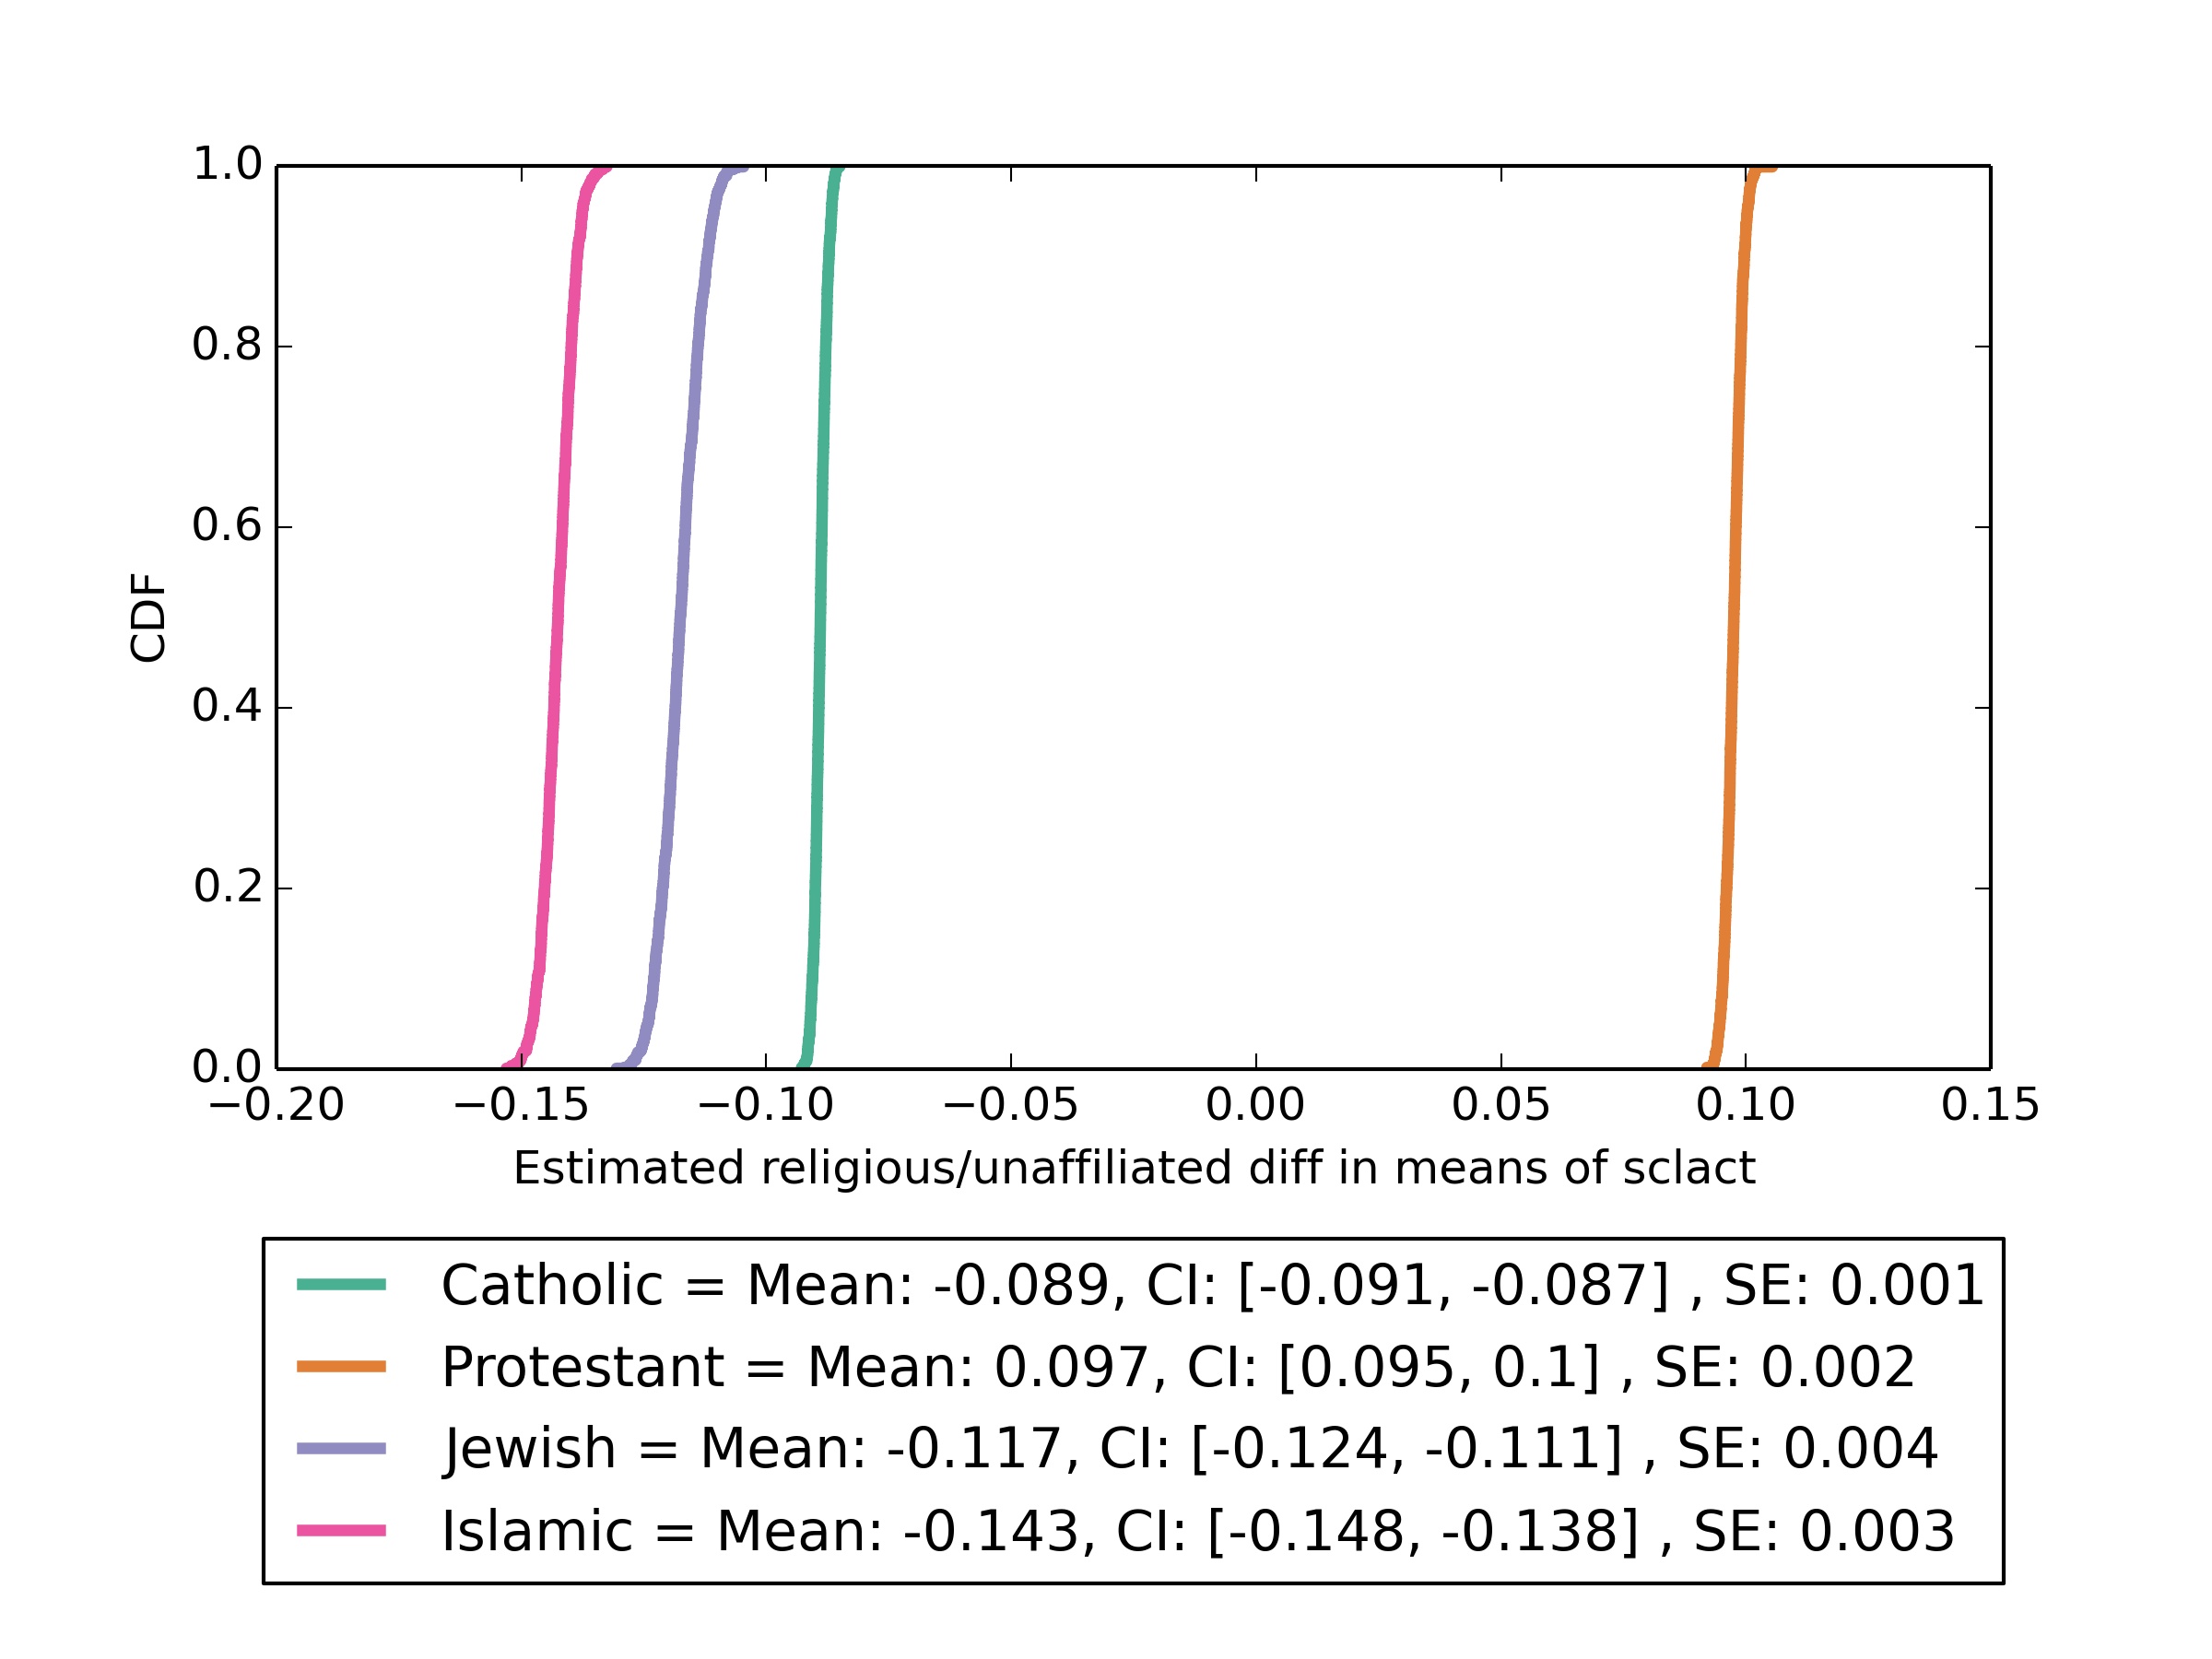 1.0
0.8
0.6
0.4
0.2
0.0
CDF
−0.20 −0.15 −0.10 −0.05 0.00 0.05 0.10 0.15
Estimated religious/unaffiliated diff in means of sclact
Catholic = Mean: -0.089, CI: [-0.091, -0.087] , SE: 0.001
Protestant = Mean: 0.097, CI: [0.095, 0.1] , SE: 0.002
Jewish = Mean: -0.117, CI: [-0.124, -0.111] , SE: 0.004
Islamic = Mean: -0.143, CI: [-0.148, -0.138] , SE: 0.003